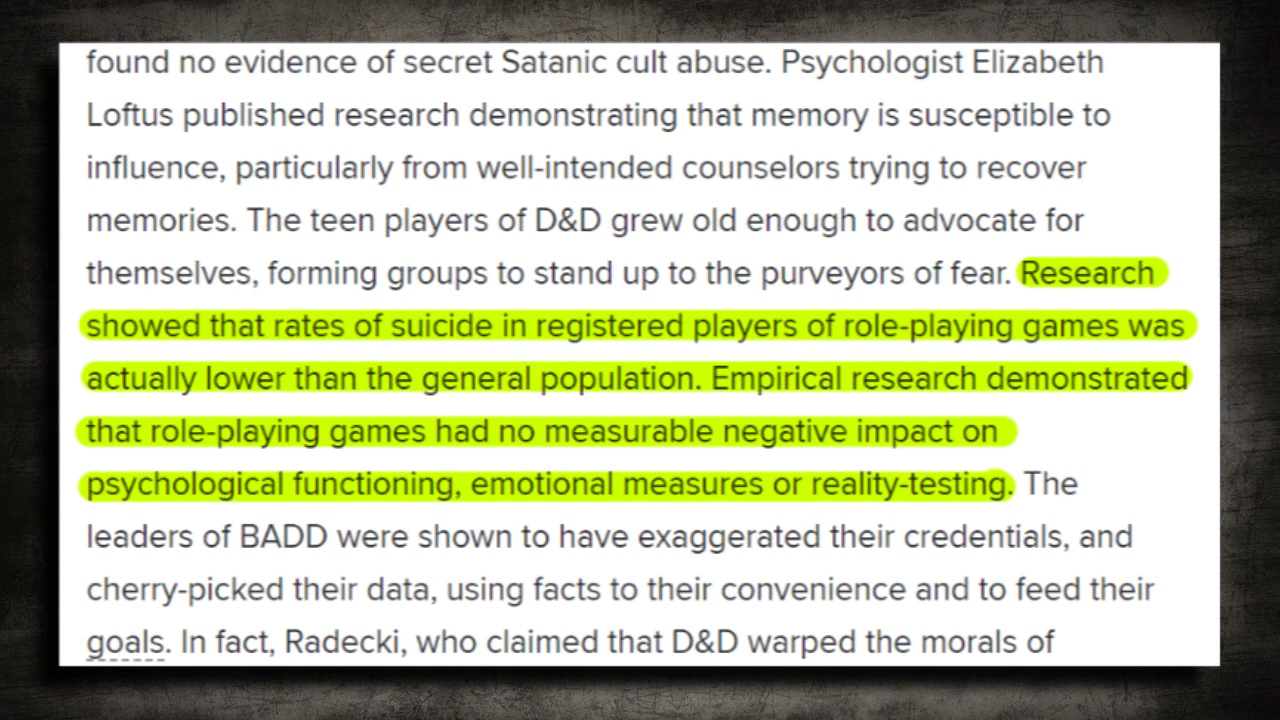 found no evidence of secret Satanic cult abuse. Psychologist Elizabeth
Loftus published research demonstrating that memory is susceptible to
influence, particularly from well-intended counselors trying to recover
memories. The teen players of D&D grew old enough to advocate for
themselves, forming groups to stand up to the purveyors of fear. Research
showed that rates of suicide in registered players of role-playing games was
actually lower than the general population. Empirical research demonstrated
that role-playing games had no measurable negative impact on
psychological functioning, emotional measures or reality-testing. The
leaders of BADD were shown to have exaggerated their credentials, and
cherry-picked their data, using facts to their convenience and to feed their
goals. In fact, Radecki, who claimed that D&D warped the morals of